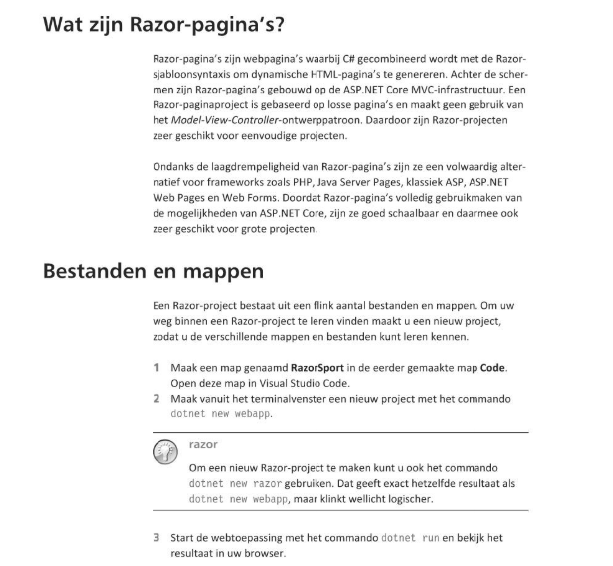 Wat zijn Razor-pagina's?
Razor-pagina's zijn webpagina's waarbij C# gecombineerd wordt met de Razor-
sjabloonsyntaxis om dynamische HTML-pagina's te genereren. Achter de scher-
men zijn Razor-pagina's gebouwd op de ASP.NET Core MVC-infrastructuur. Een
Razor-paginaproject is gebaseerd op losse pagina's en maakt geen gebruik van
het Model-View-Controller-ontwerppatroon. Daardoor zijn Razor-projecten
zeer geschikt voor eenvoudige projecten.
Ondanks de laagdrempeligheid van Razor-pagina's zijn ze een volwaardig alter-
natief voor frameworks zoals PHP, Java Server Pages, klassiek ASP, ASP.NET
Web Pages en Web Forms. Doordat Razor-pagina's volledig gebruikmaken van
de mogelijkheden van ASP.NET Core, zijn ze goed schaalbaar en daarmee ook
zeer geschikt voor grote projecten.
Bestanden en mappen
Een Razor-project bestaat uit een flink aantal bestanden en mappen. Om uw
weg binnen een Razor-project te leren vinden maakt u een nieuw project,
zodat u de verschillende mappen en bestanden kunt leren kennen.
1 Maak een map genaamd RazorSport in de eerder gemaakte map Code.
Open deze map in Visual Studio Code.
2 Maak vanuit het terminalvenster een nieuw project met het commando
dotnet new webapp.
razor
Om een nieuw Razor-project te maken kunt u ook het commando
dotnet new razor gebruiken. Dat geeft exact hetzelfde resultaat als
dotnet new webapp, maar klinkt wellicht logischer.
3 Start de webtoepassing met het commando dotnet run en bekijk het
resultaat in uw browser.